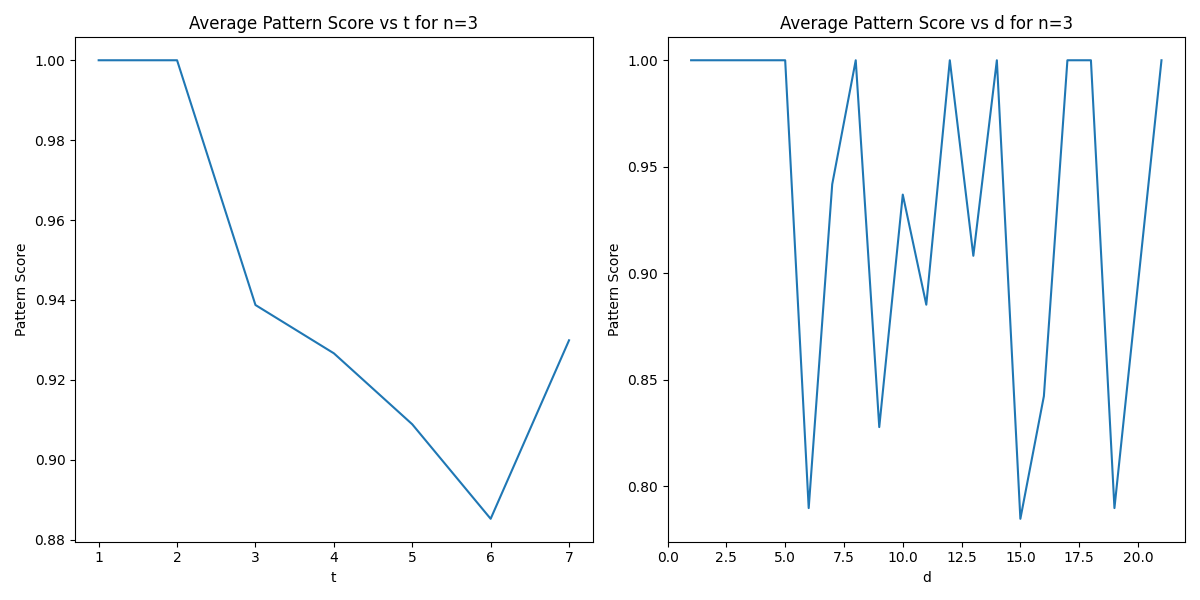 Average Pattern Score vs t for n=3
Pattern Score
1.00
0.98
0.96
0.94
0.92
0.90
0.88
1 2 3 4 5 6 7
t
Average Pattern Score vs d for n=3
Pattern Score
1.00
0.95
0.90
0.85
0.80
0.0 2.5 5.0 7.5 10.0 12.5 15.0 17.5 20.0
d